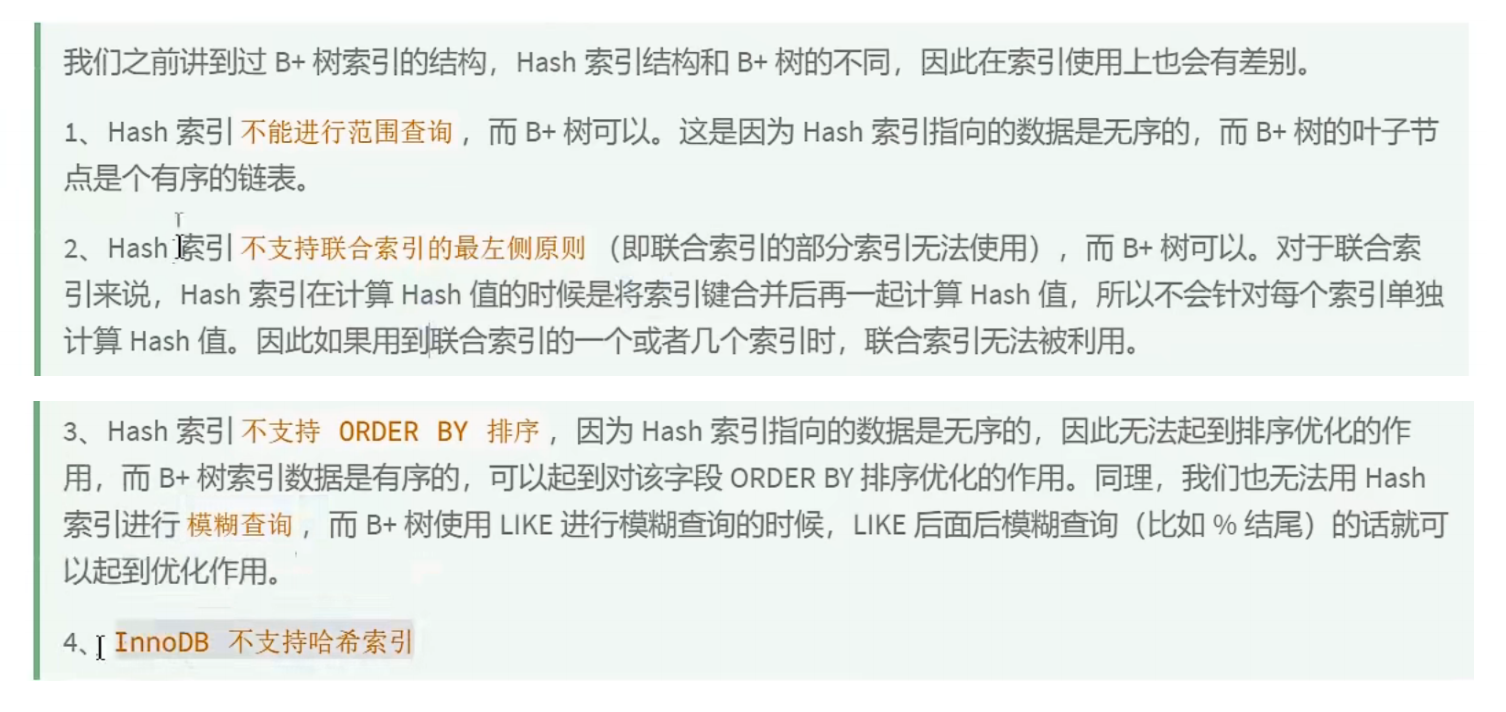 我们之前讲到过 B+ 树索引的结构，Hash 索引结构和 B+ 树的不同，因此在索引使用上也会有差别。
1、Hash 索引 不能进行范围查询 ，而 B+ 树可以。这是因为 Hash 索引指向的数据是无序的，而 B+ 树的叶子节
点是个有序的链表。
2、Hash 索引 不支持联合索引的最左侧原则 （即联合索引的部分索引无法使用），而 B+ 树可以。对于联合索
引来说，Hash 索引在计算 Hash 值的时候是将索引键合并后再一起计算 Hash 值，所以不会针对每个索引单独
计算 Hash 值。因此如果用到联合索引的一个或者几个索引时，联合索引无法被利用。
3、Hash 索引 不支持 ORDER BY 排序 ，因为 Hash 索引指向的数据是无序的，因此无法起到排序优化的作
用，而 B+ 树索引数据是有序的，可以起到对该字段 ORDER BY 排序优化的作用。同理，我们也无法用 Hash
索引进行 模糊查询 ，而 B+ 树使用 LIKE 进行模糊查询的时候，LIKE 后面后模糊查询（比如 % 结尾）的话就可
以起到优化作用。
4、 InnoDB 不支持哈希索引